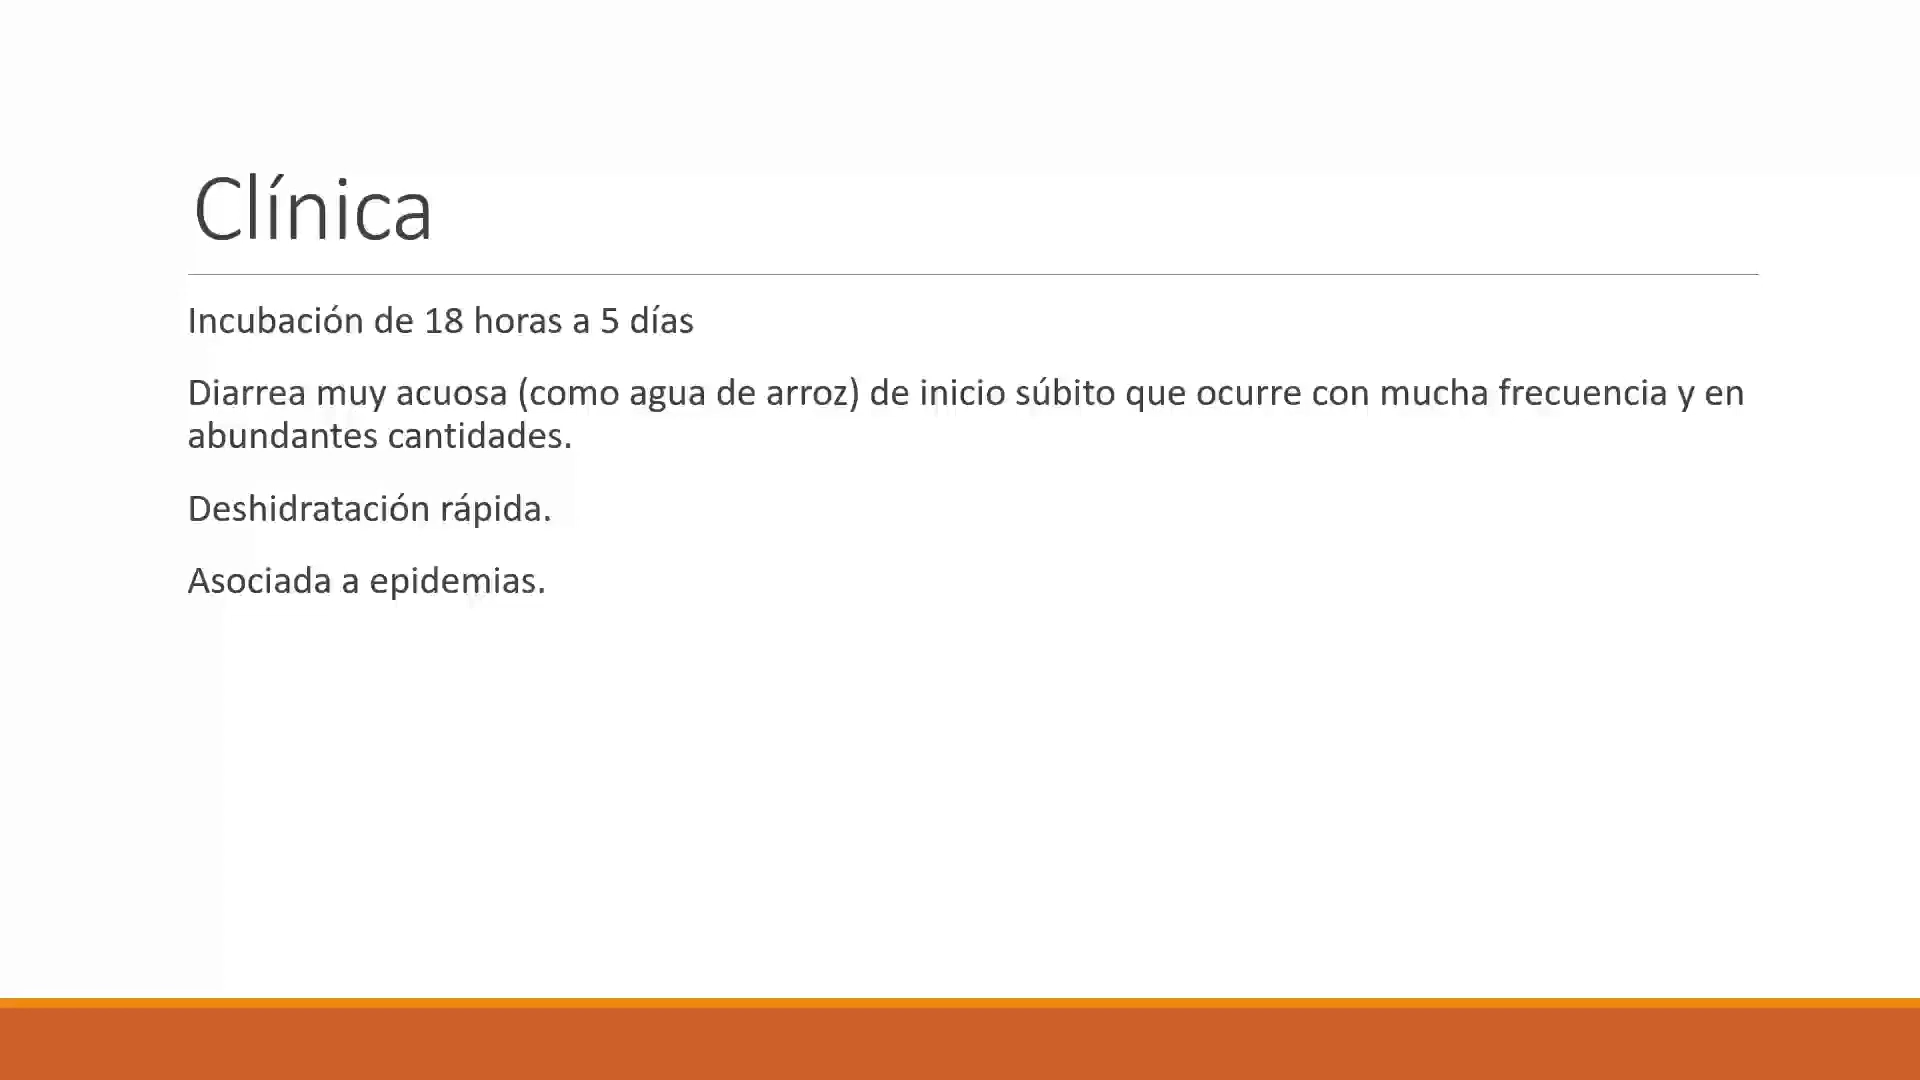 Clínica
Incubación de 18 horas a 5 días
Diarrea muy acuosa (como agua de arroz) de inicio súbito que ocurre con mucha frecuencia y en
abundantes cantidades.
Deshidratación rápida.
Asociada a epidemias.